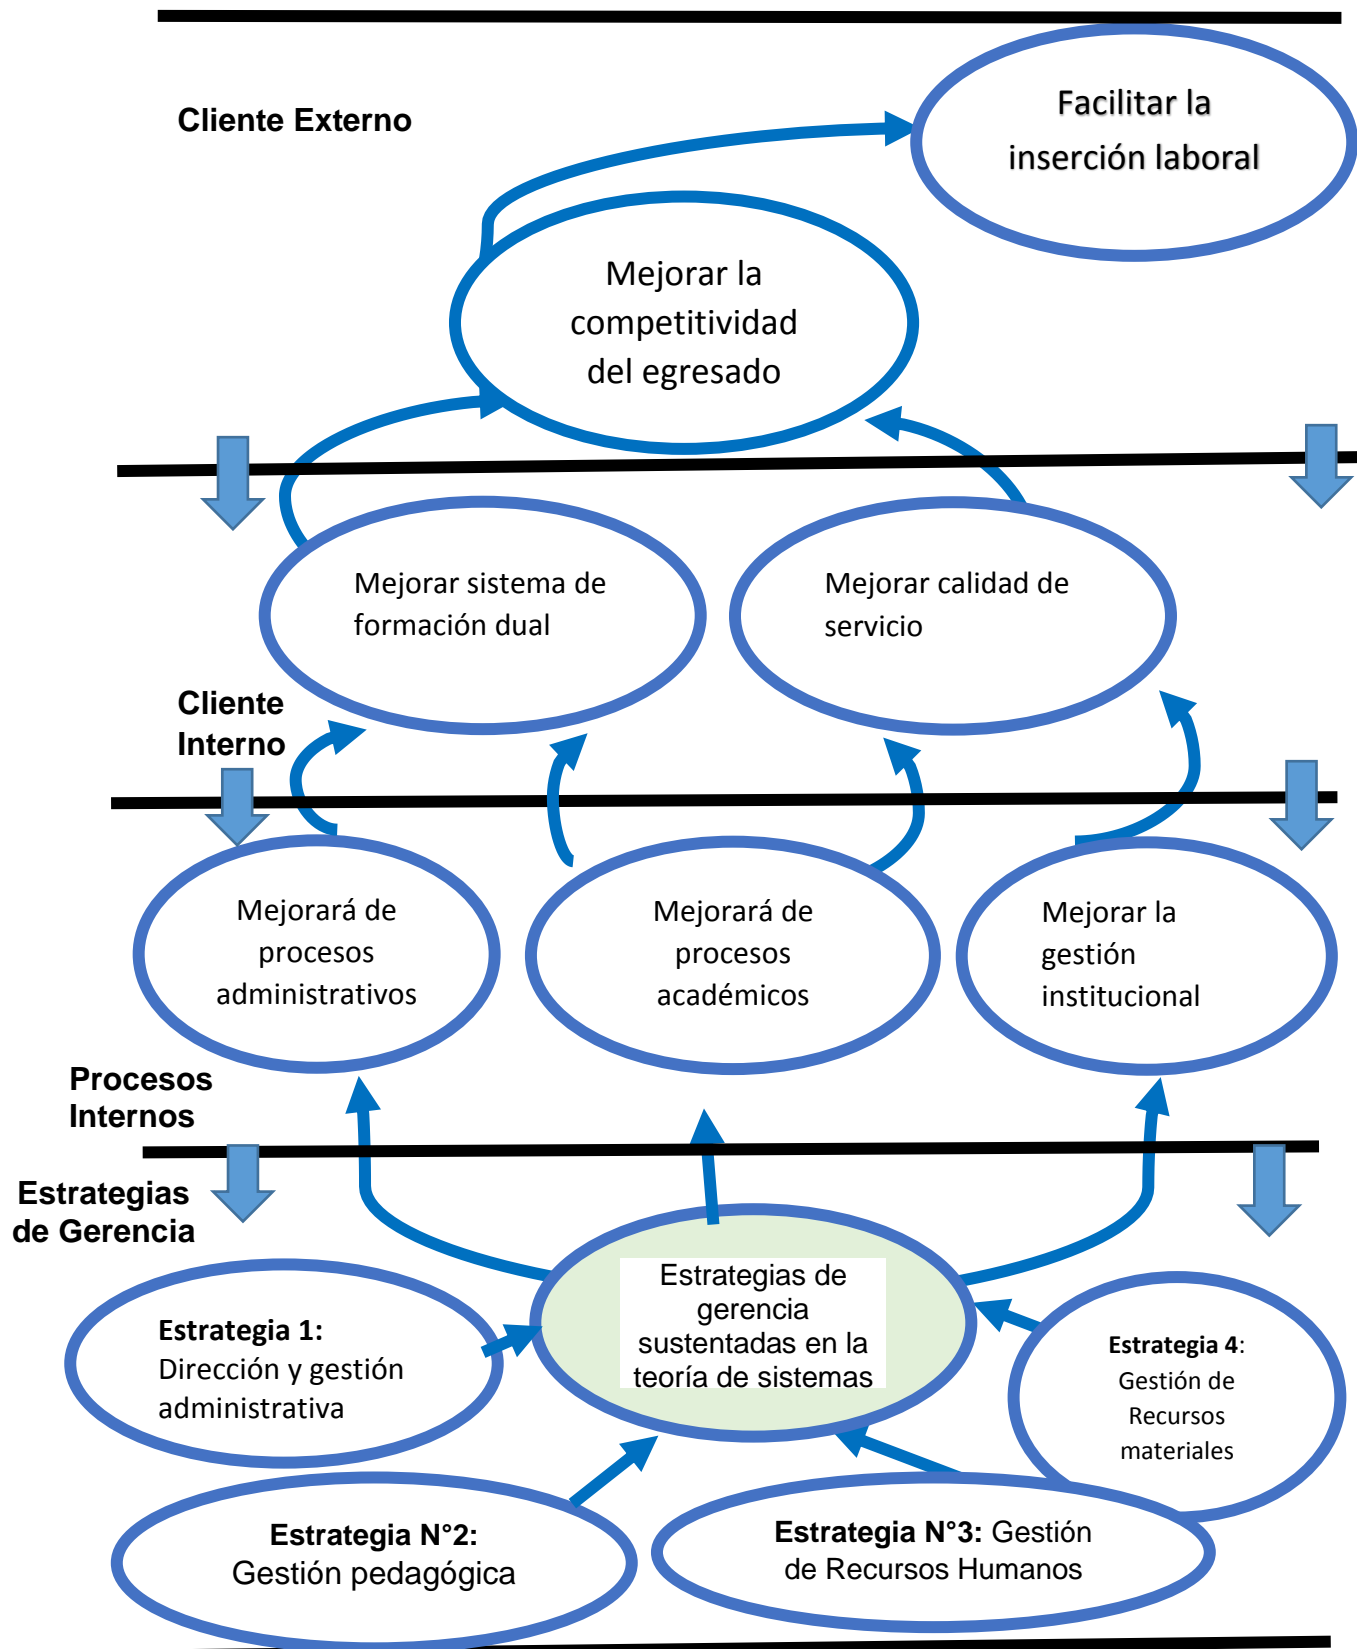 Cliente Externo
Facilitar la
inserción laboral
Mejorar la
competitividad
del egresado
Mejorar sistema de
formación dual
Mejorar calidad de
servicio
Cliente
Interno
Mejorará de
procesos
administrativos
Mejorará de
procesos
académicos
Mejorar la
gestión
institucional
Procesos
Internos
Estrategias
de Gerencia
Estrategias de
gerencia
sustentadas en la
teoría de sistemas
Estrategia 1:
Dirección y gestión
administrativa
Estrategia 4:
Gestión de
Recursos
materiales
Estrategia N°2:
Gestión pedagógica
Estrategia N°3: Gestión
de Recursos Humanos